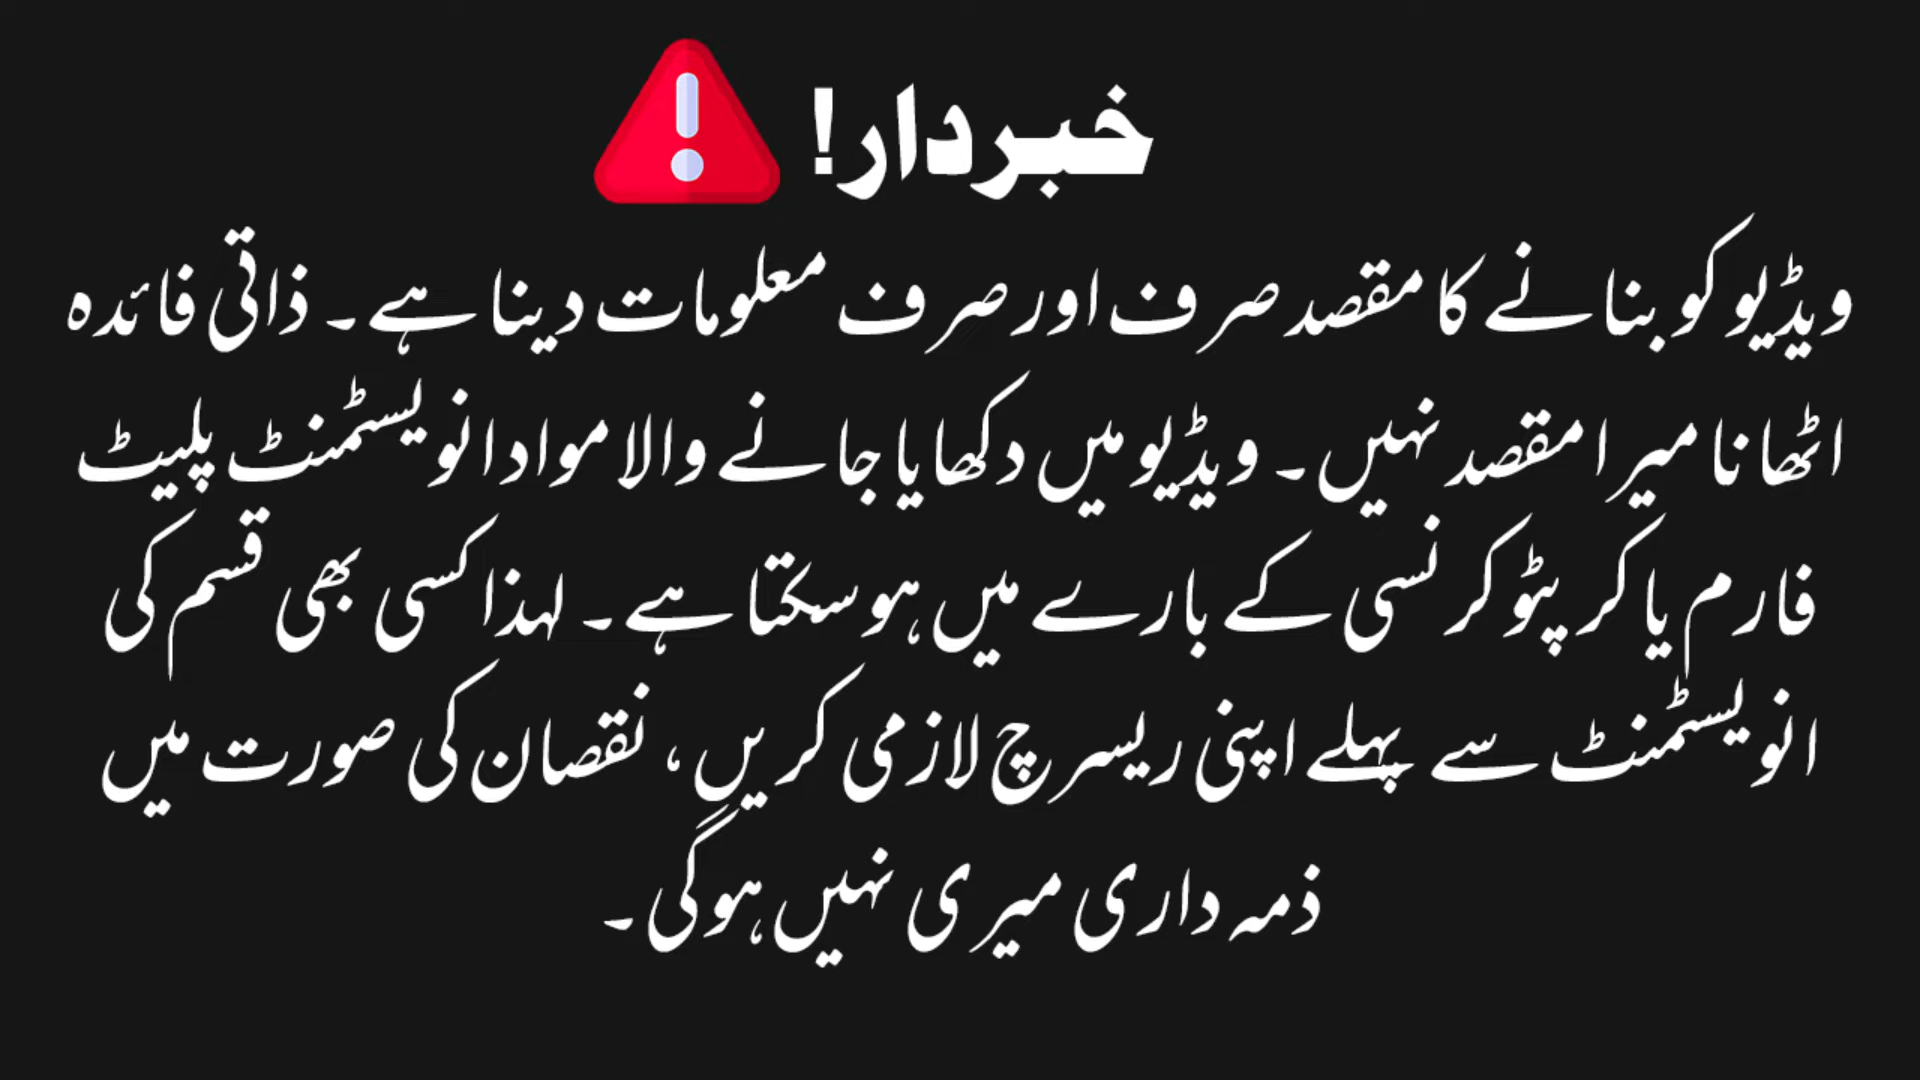 خبردار!
ویڈیو کو بنانے کا مقصد صرف اور صرف معلومات دینا ہے۔ ذاتی فائدہ
اٹھانا میرا مقصد نہیں۔ ویڈیو میں دکھایا جانے والا مواد انویسٹمنٹ پلیٹ
فارم یا کرپٹو کرنسی کے بارے میں ہو سکتا ہے۔ لہذا کسی بھی قسم کی
انویسٹمنٹ سے پہلے اپنی ریسرچ لازمی کریں، نقصان کی صورت میں
ذمہ داری میری نہیں ہوگی۔